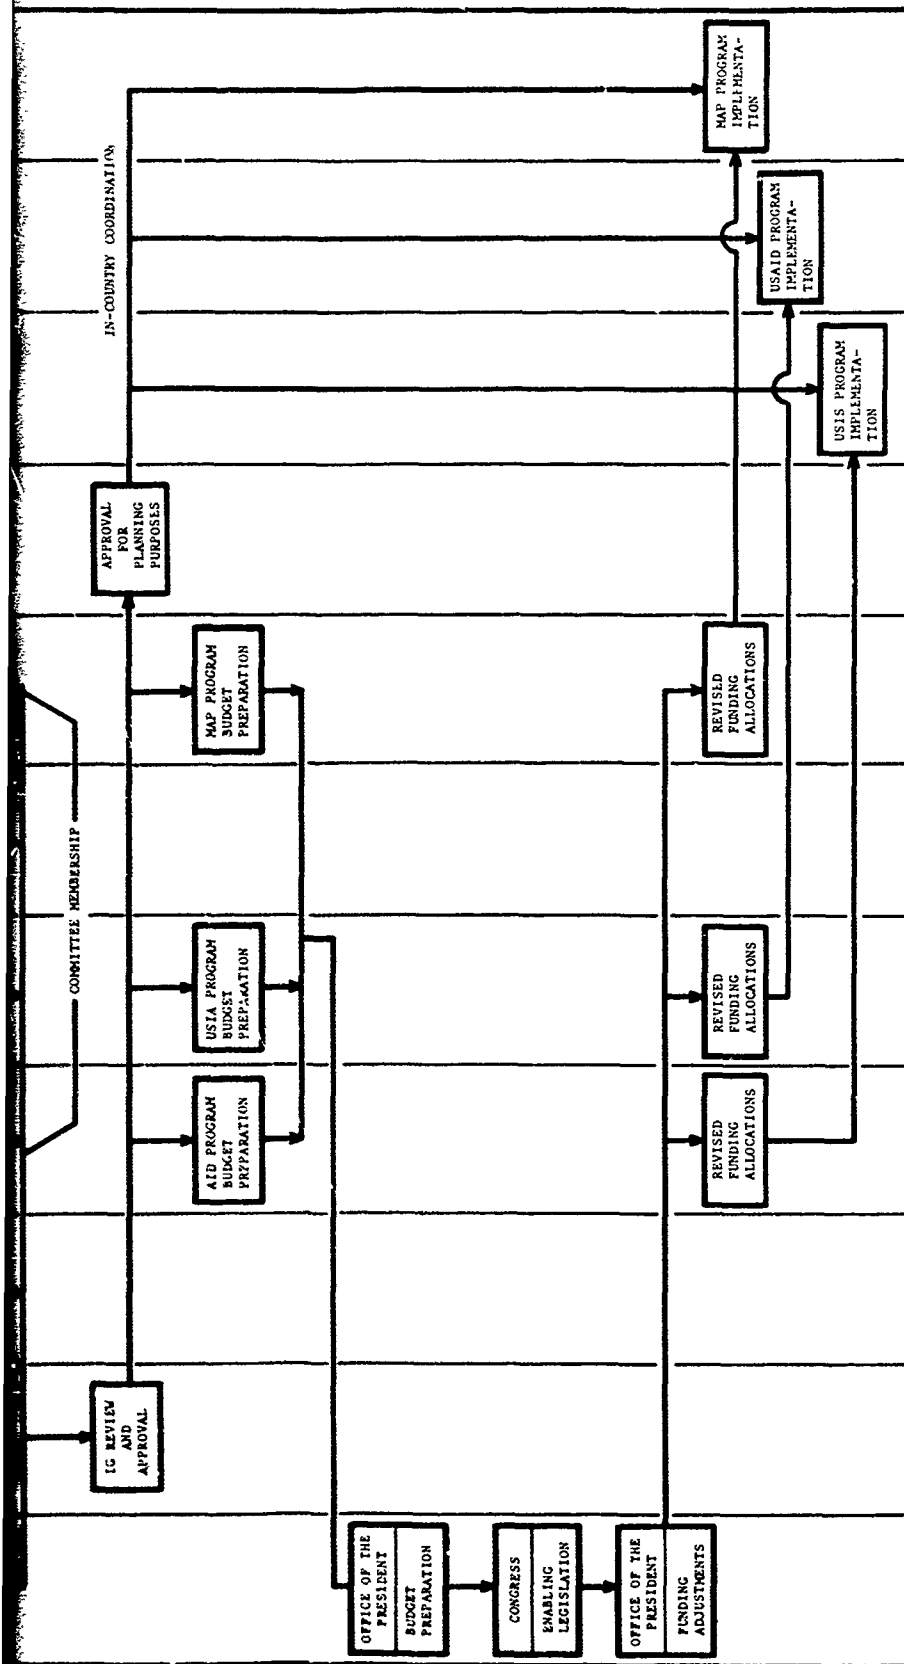 COMMITTEE MEMBERSHIP
IN-COUNTRY COORDINATION
IG REVIEW
AND
APPROVAL
APPROVAL
FOR
PLANNING
PURPOSES
AID PROGRAM
BUDGET
PREPARATION
USIA PROGRAM
BUDGET
PREPARATION
MAP PROGRAM
BUDGET
PREPARATION
OFFICE OF THE
PRESIDENT
BUDGET
PREPARATION
CONGRESS
ENABLING
LEGISLATION
OFFICE OF THE
PRESIDENT
FUNDING
ADJUSTMENTS
REVISED
FUNDING
ALLOCATIONS
REVISED
FUNDING
ALLOCATIONS
REVISED
FUNDING
ALLOCATIONS
MAP PROGRAM
IMPLEMENTA-
TION
USAID PROGRAM
IMPLEMENTA-
TION
USIS PROGRAM
IMPLEMENTA-
TION